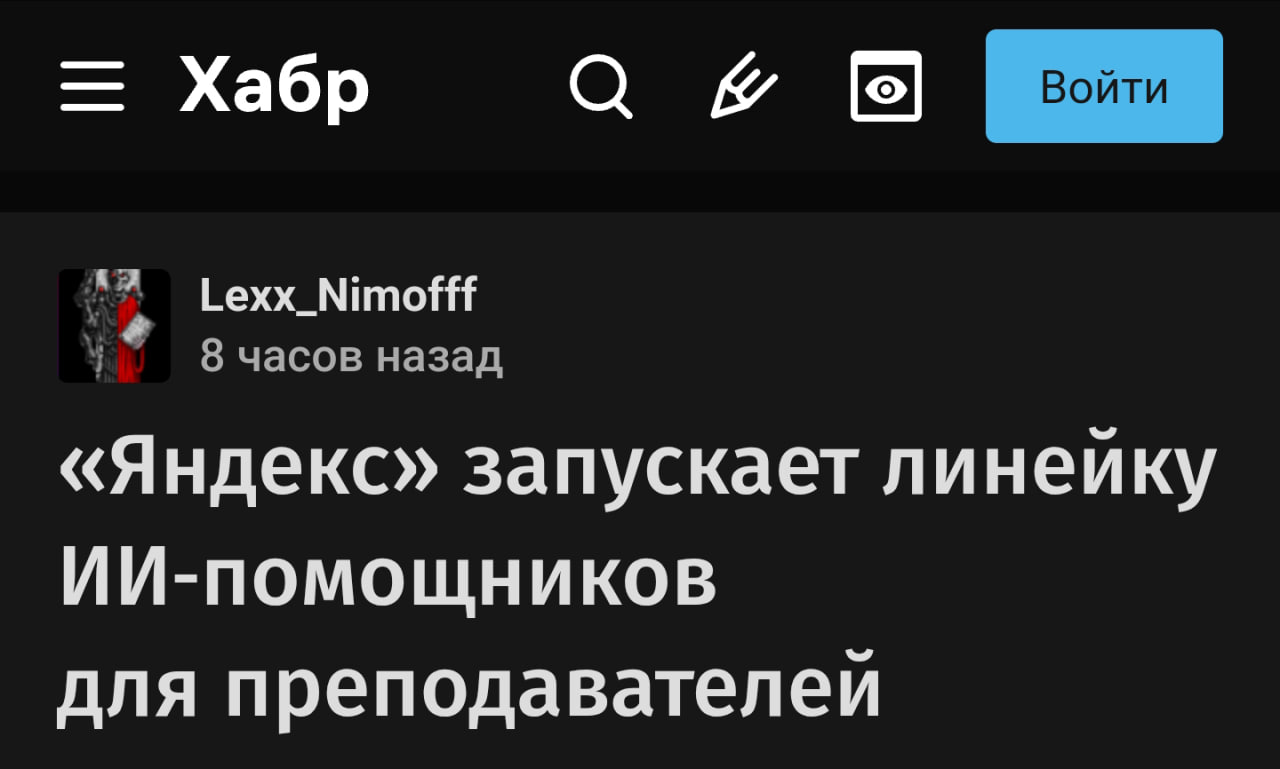 Хабр
Войти
Lexx_Nimofff
8 часов назад
«Яндекс» запускает линейку
ИИ-помощников
для преподавателей